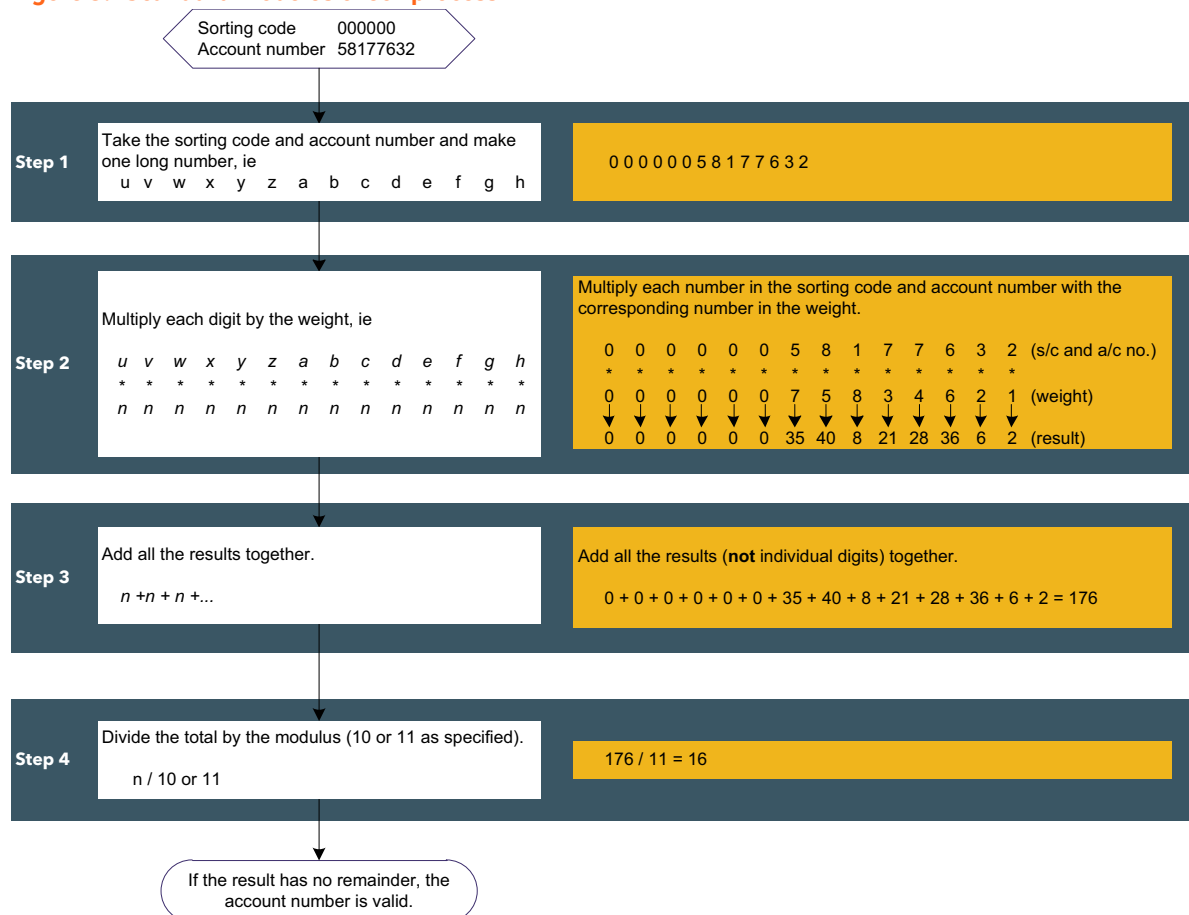 Sorting code 000000
Account number 58177632
Step 1
Take the sorting code and account number and make
one long number, ie
u v w x y z a b c d e f g h
0 0 0 0 0 0 5 8 1 7 7 6 3 2
Step 2
Multiply each digit by the weight, ie
u v w x y z a b c d e f g h
* * * * * * * * * * * * * *
n n n n n n n n n n n n n n
Multiply each number in the sorting code and account number with the
corresponding number in the weight.
0 0 0 0 0 0 5 8 1 7 7 6 3 2 (s/c and a/c no.)
* * * * * * * * * * * * * *
0 0 0 0 0 0 7 5 8 3 4 6 2 1 (weight)
0 0 0 0 0 0 35 40 8 21 28 36 6 2 (result)
Step 3
Add all the results together.
n +n + n +...
Add all the results (not individual digits) together.
0 + 0 + 0 + 0 + 0 + 0 + 35 + 40 + 8 + 21 + 28 + 36 + 6 + 2 = 176
Step 4
Divide the total by the modulus (10 or 11 as specified).
n / 10 or 11
176 / 11 = 16
If the result has no remainder, the
account number is valid.